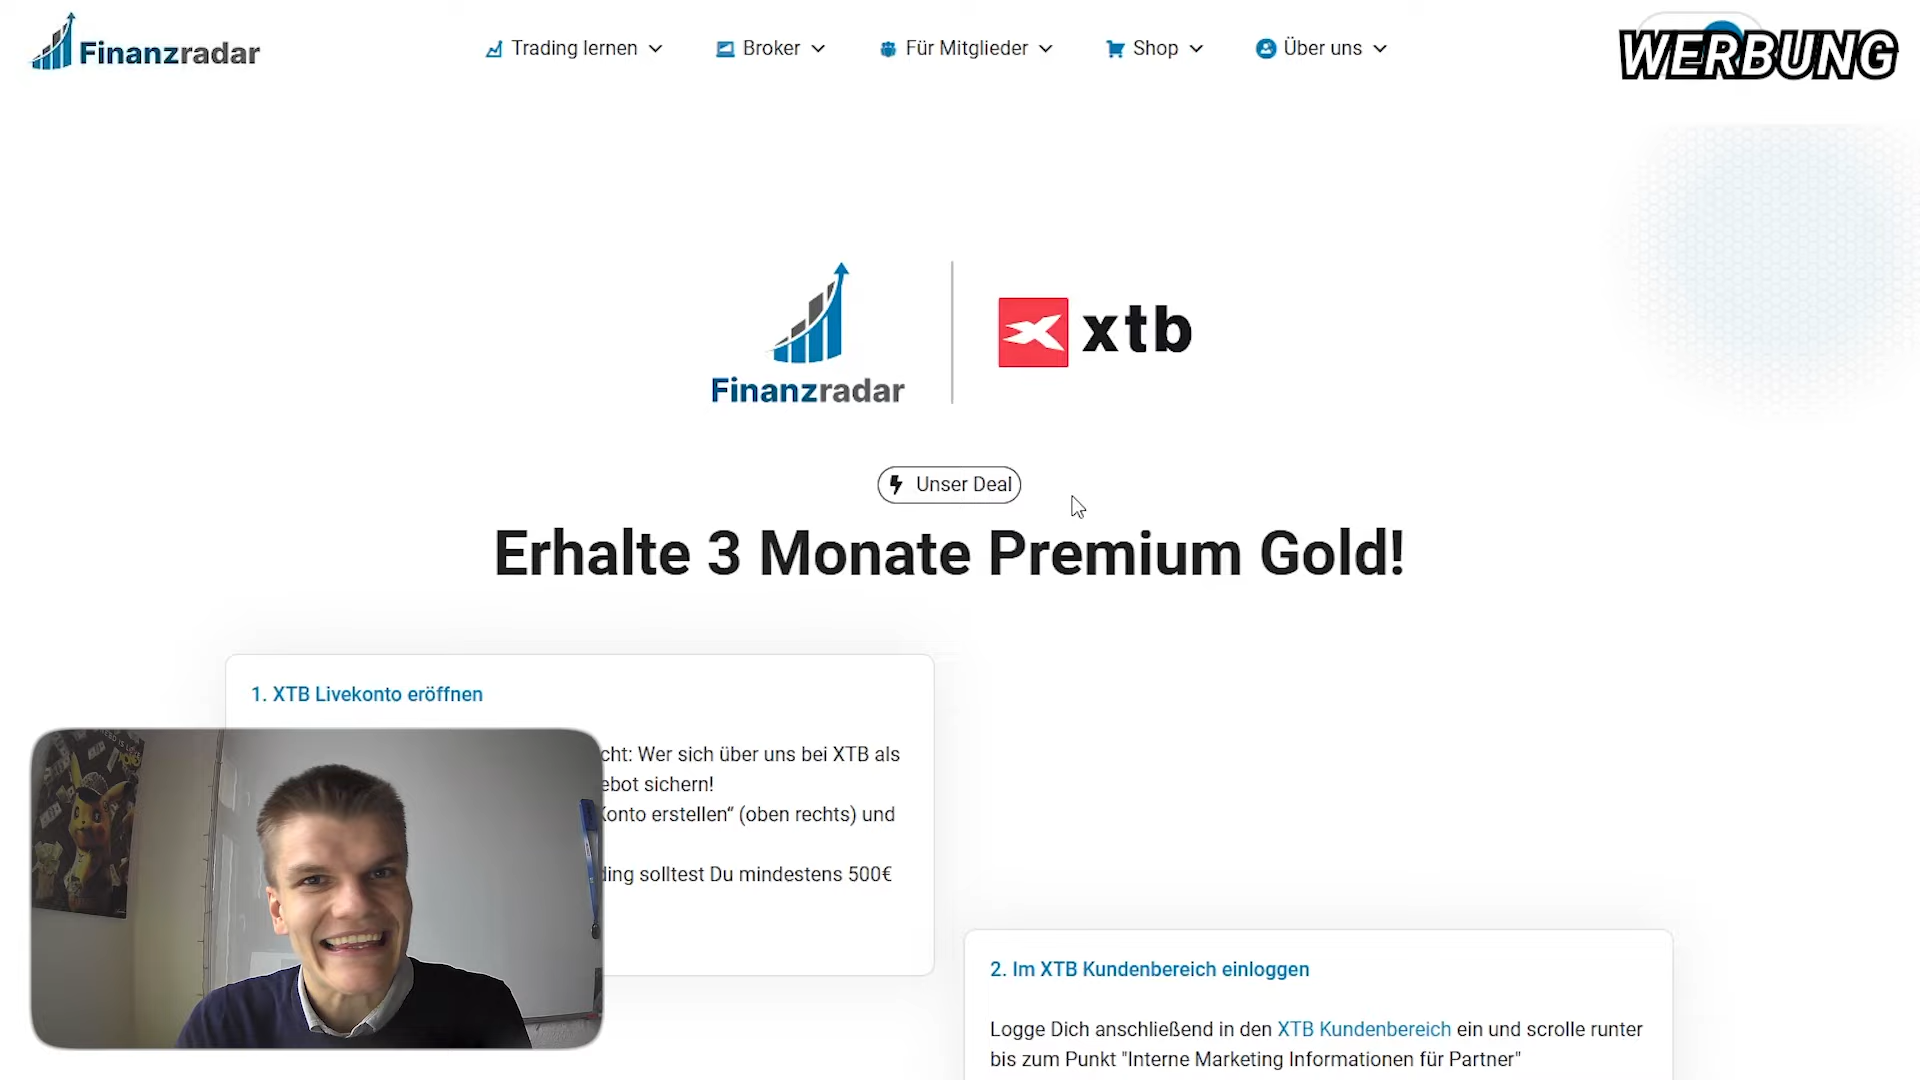 Finanzradar
Trading lernen
Broker
Für Mitglieder
Shop
Über uns
WERBUNG
Finanzradar
xtb
Unser Deal
Erhalte 3 Monate Premium Gold!
1. XTB Livekonto eröffnen
cht: Wer sich über uns bei XTB als
ebot sichern!
Konto erstellen“ (oben rechts) und
ding solltest Du mindestens 500€
2. Im XTB Kundenbereich einloggen
Logge Dich anschließend in den XTB Kundenbereich ein und scrolle runter
bis zum Punkt "Interne Marketing Informationen für Partner"